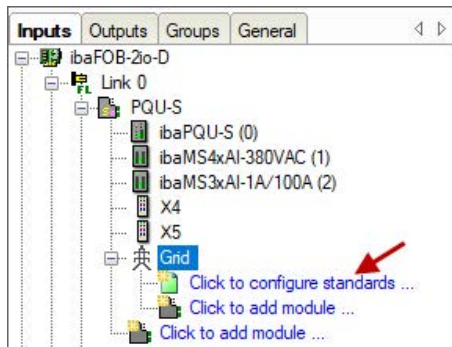 Inputs Outputs Groups General
ibaFOB-2io-D
FL Link 0
PQU-S
ibaPQU-S (0)
ibaMS4xAI-380VAC (1)
ibaMS3xAI-1A/100A (2)
X4
X5
Grid
Click to configure standards ...
Click to add module ...
Click to add module ...